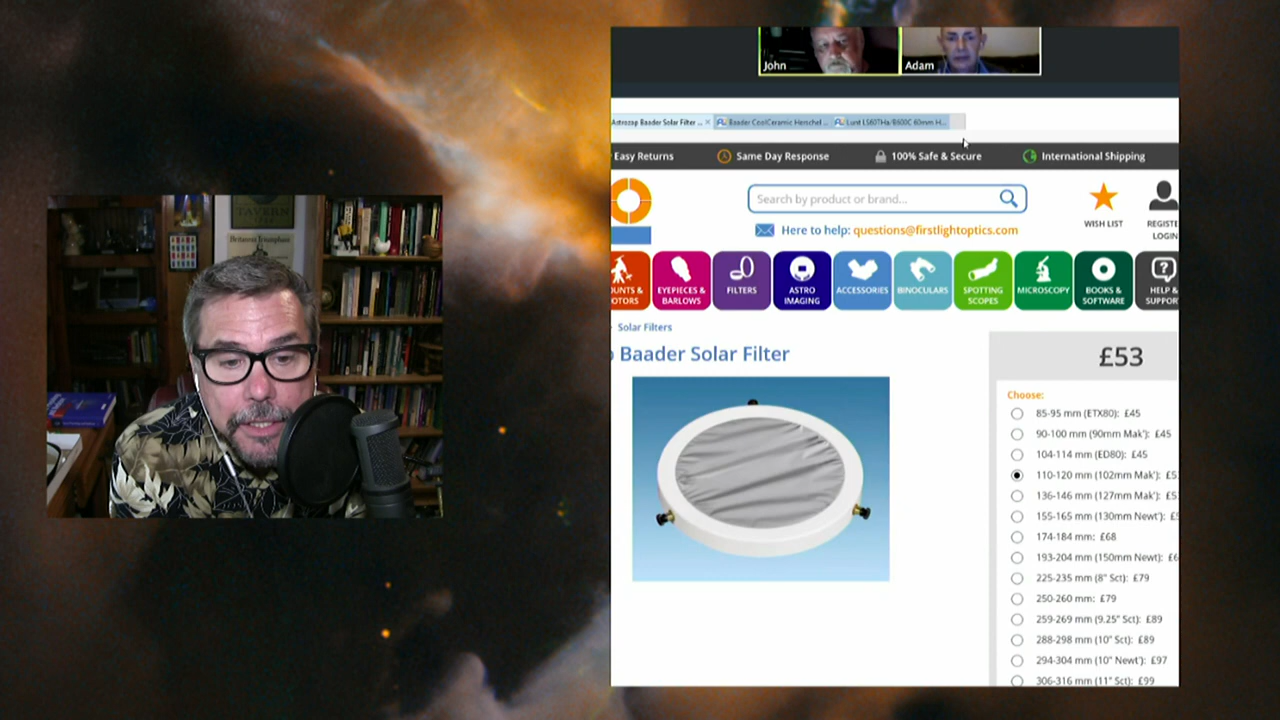 John
Adam
Astrozap Baader Solar Filter ...
Baader CoolCeramic Herschel ...
Lunt LS60THa/B600C 60mm H...
Easy Returns
Same Day Response
100% Safe & Secure
International Shipping
Search by product or brand...
WISH LIST
REGISTE
LOGIN
Here to help: questions@firstlightoptics.com
OUNTS &
OTORS
EYEPIECES &
BARLOWS
FILTERS
ASTRO
IMAGING
ACCESSORIES
BINOCULARS
SPOTTING
SCOPES
MICROSCOPY
BOOKS &
SOFTWARE
HELP &
SUPPOR
Solar Filters
Baader Solar Filter
£53
Choose:
85-95 mm (ETX80): £45
90-100 mm (90mm Mak'): £45
104-114 mm (ED80): £45
110-120 mm (102mm Mak'): £5
136-146 mm (127mm Mak'): £5
155-165 mm (130mm Newt'): £
174-184 mm: £68
193-204 mm (150mm Newt): £6
225-235 mm (8" Sct): £79
250-260 mm: £79
259-269 mm (9.25" Sct): £89
288-298 mm (10" Sct): £89
294-304 mm (10" Newt'): £97
306-316 mm (11" Sct): £99
TAVERN